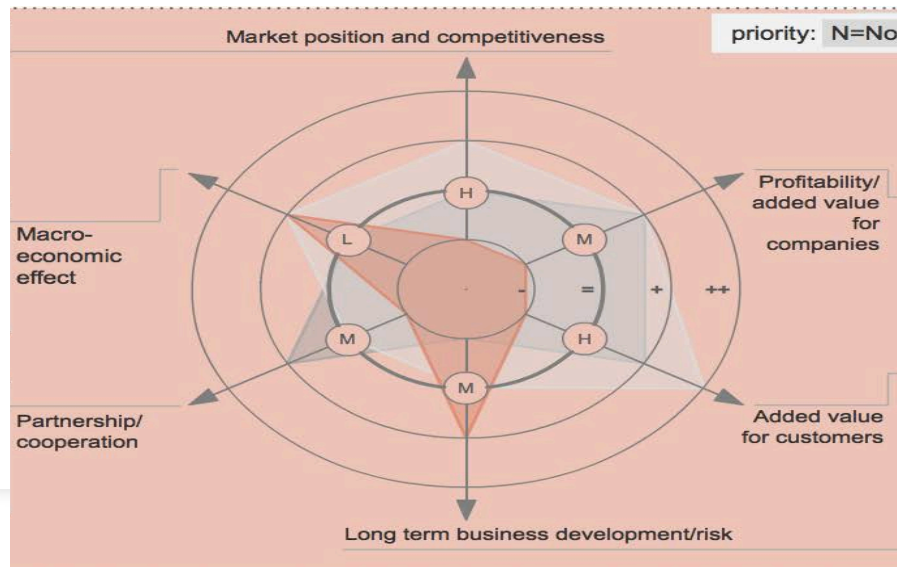 Market position and competitiveness
priority: N=No
H
Profitability/
added value
for
companies
L
M
Macro-
economic
effect
-
=
+
++
M
H
M
Partnership/
cooperation
Added value
for customers
Long term business development/risk